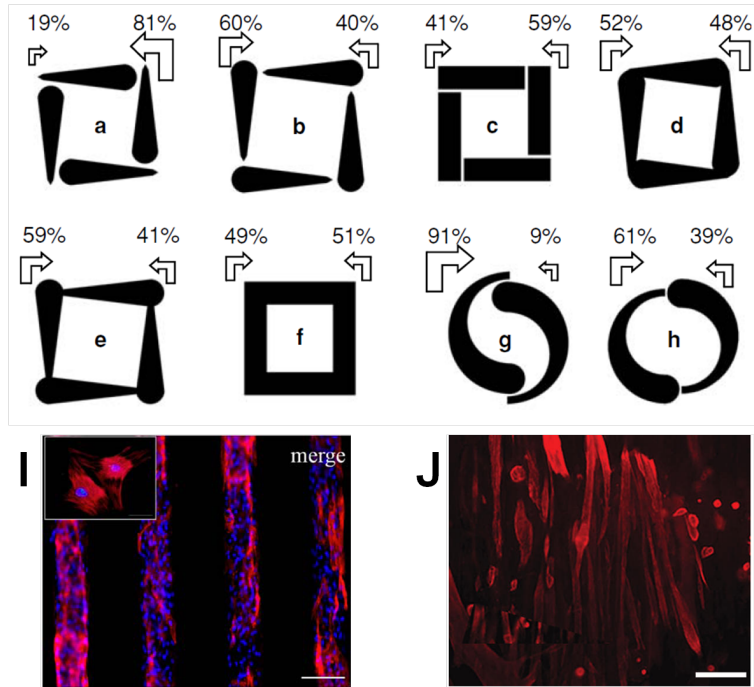 19% 81% 60% 40% 41% 59% 52% 48%
a b c d
59% 41% 49% 51% 91% 9% 61% 39%
e f g h
I merge J